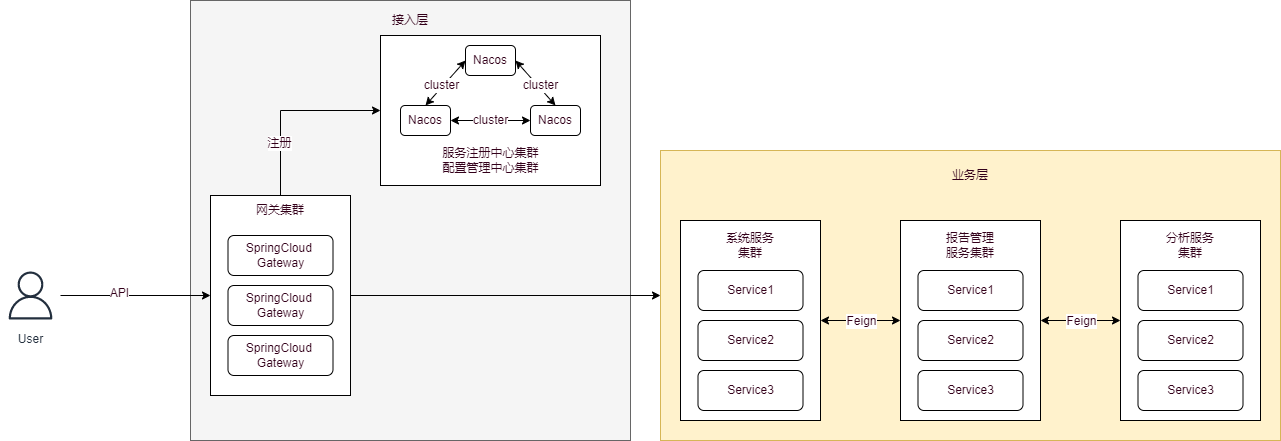 接入层
Nacos
cluster
cluster
Nacos
cluster
Nacos
服务注册中心集群
配置管理中心集群
注册
网关集群
SpringCloud
Gateway
SpringCloud
Gateway
SpringCloud
Gateway
API
User
业务层
系统服务
集群
Service1
Service2
Service3
Feign
报告管理
服务集群
Service1
Service2
Service3
Feign
分析服务
集群
Service1
Service2
Service3